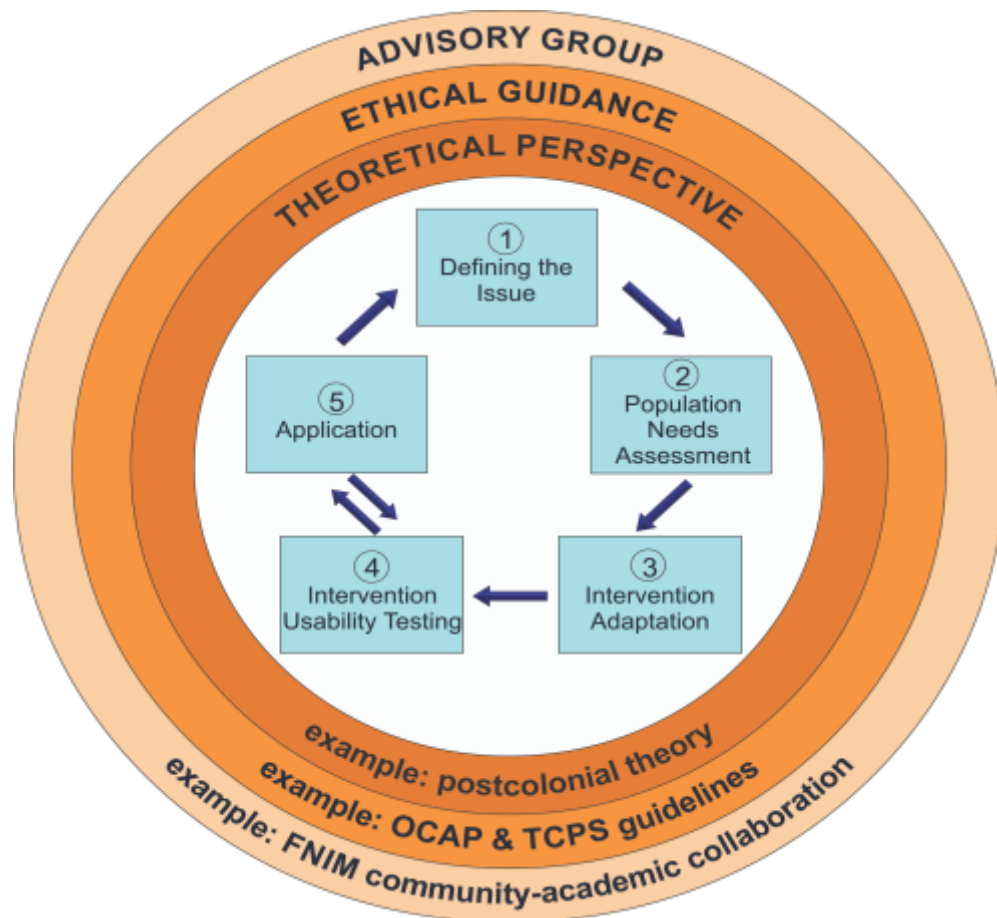 ADVISORY GROUP
ETHICAL GUIDANCE
THEORETICAL PERSPECTIVE
1
Defining the
Issue
2
Population
Needs
Assessment
3
Intervention
Adaptation
4
Intervention
Usability Testing
5
Application
example: postcolonial theory
example: OCAP & TCPS guidelines
example: FNIM community-academic collaboration